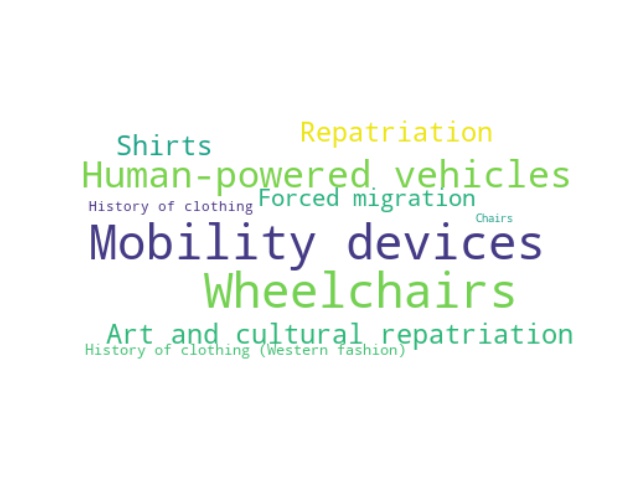 Repatriation
Shirts
Human-powered vehicles
Forced migration
History of clothing
Chairs
Mobility devices
Wheelchairs
Art and cultural repatriation
History of clothing (Western fashion)